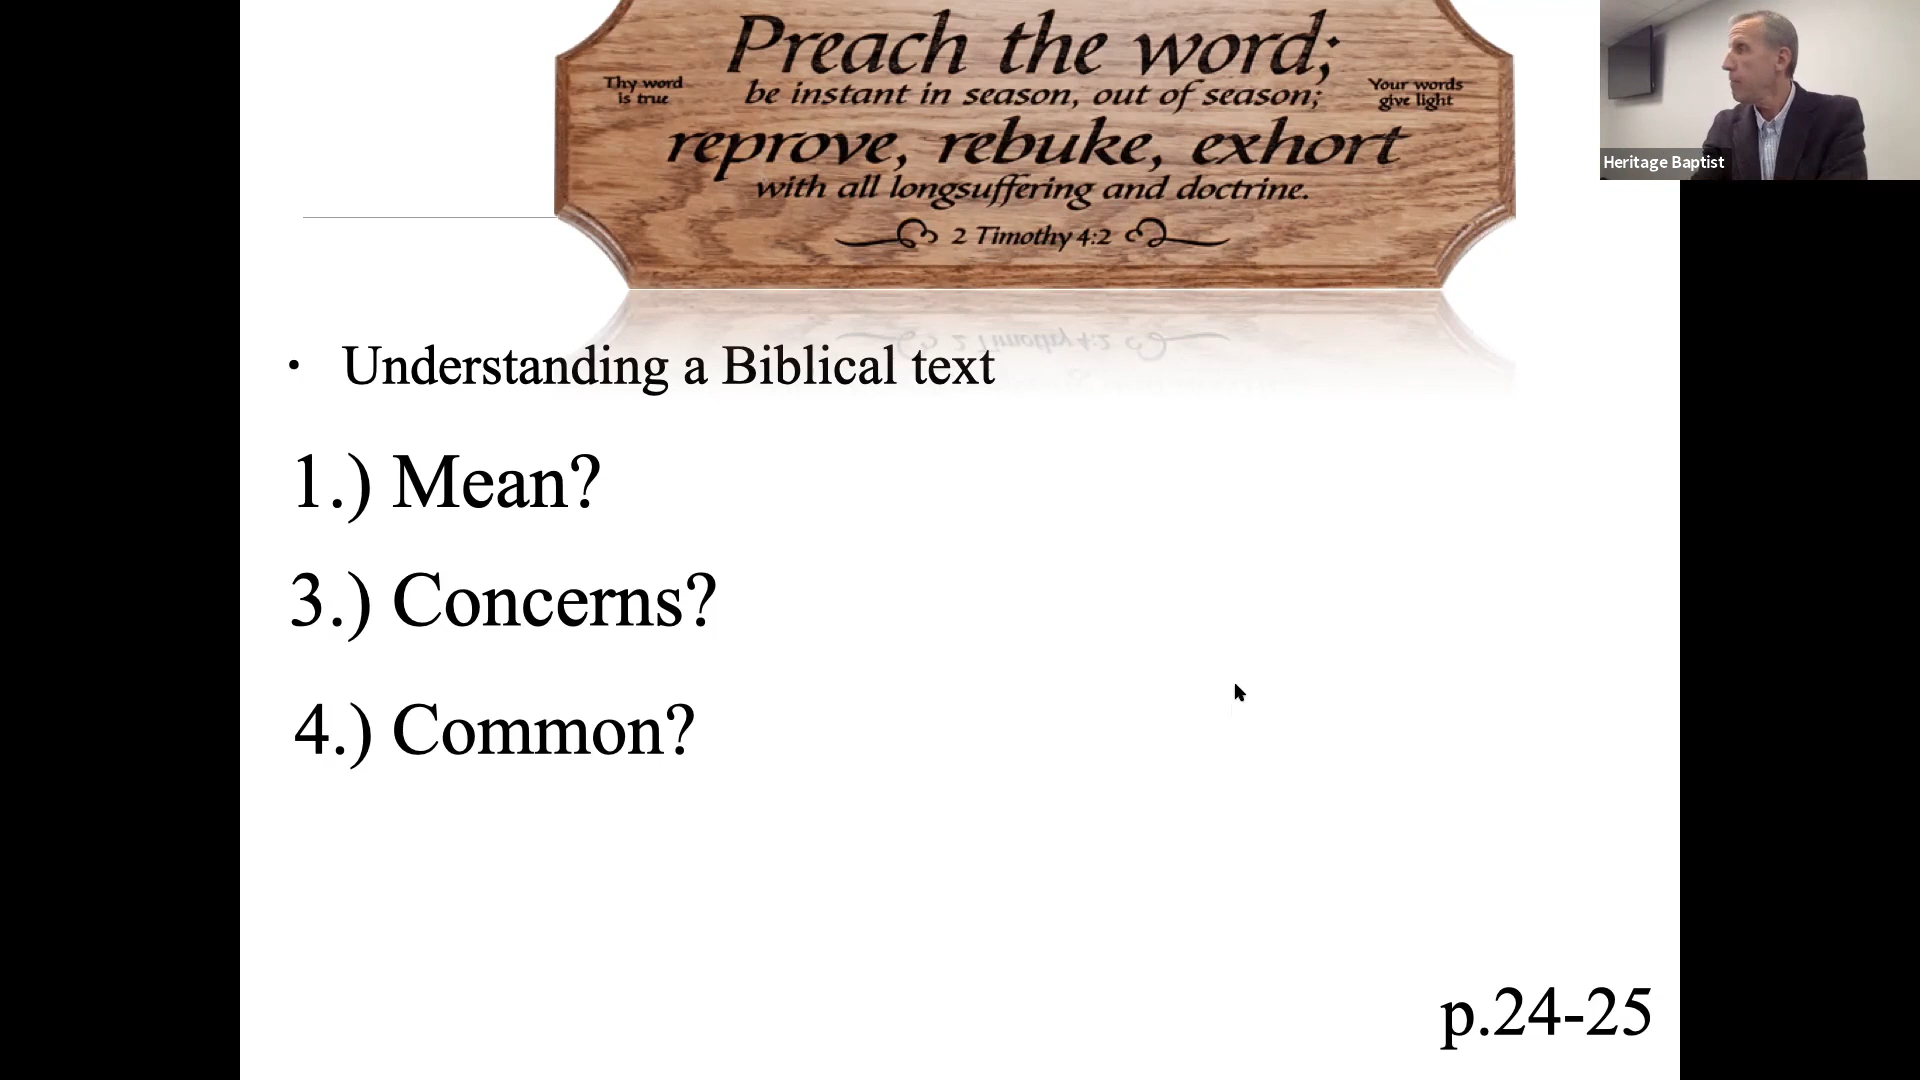 Preach the word;
Thy word
is true
be instant in season, out of season;
Your words
give light
reprove, rebuke, exhort
with all longsuffering and doctrine.
2 Timothy 4:2
Heritage Baptist
• Understanding a Biblical text
1.) Mean?
3.) Concerns?
4.) Common?
p.24-25